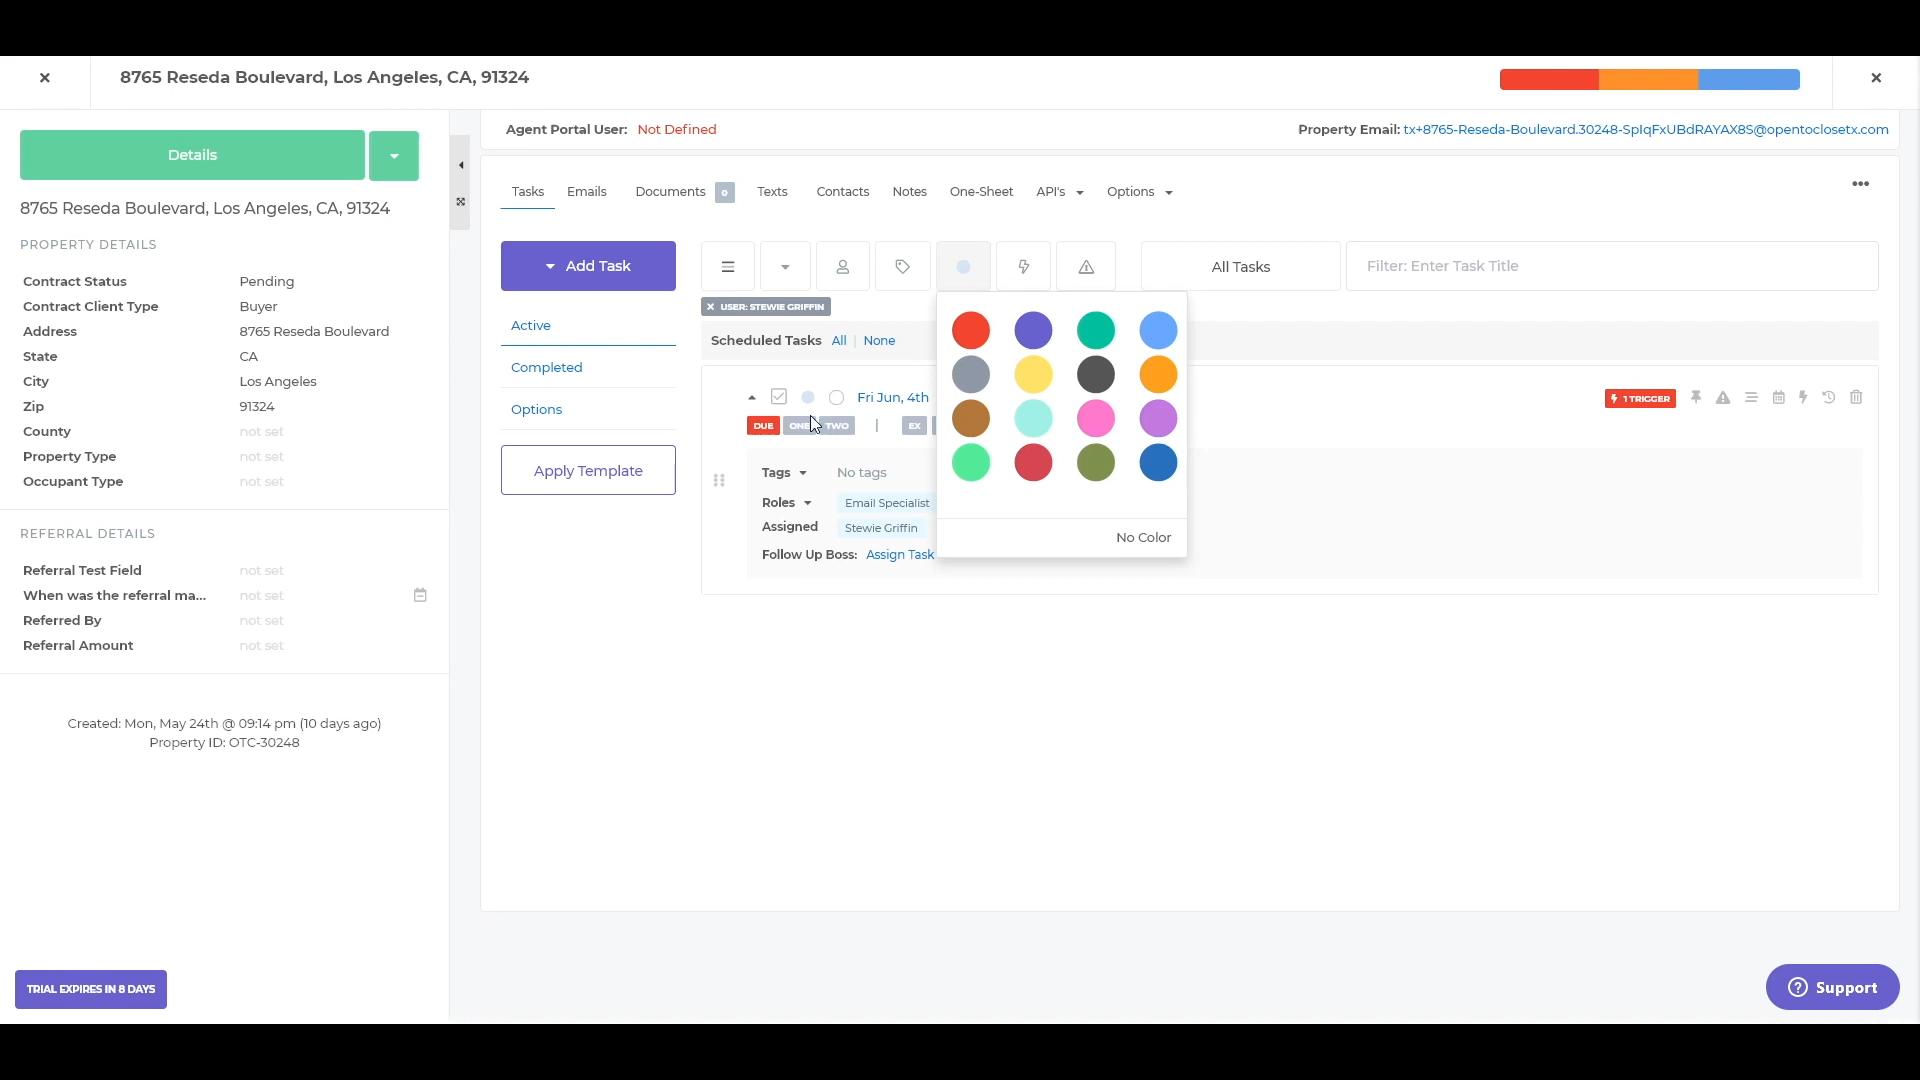 8765 Reseda Boulevard, Los Angeles, CA, 91324
Agent Portal User: Not Defined
Property Email: tx+8765-Reseda-Boulevard.30248-SpIqFxUBdRAYAX8S@opentoclosetx.com
Details
8765 Reseda Boulevard, Los Angeles, CA, 91324
PROPERTY DETAILS
Contract Status Pending
Contract Client Type Buyer
Address 8765 Reseda Boulevard
State CA
City Los Angeles
Zip 91324
County not set
Property Type not set
Occupant Type not set
REFERRAL DETAILS
Referral Test Field not set
When was the referral ma... not set
Referred By not set
Referral Amount not set
Created: Mon, May 24th @ 09:14 pm (10 days ago)
Property ID: OTC-30248
TRIAL EXPIRES IN 8 DAYS
Tasks Emails Documents 0 Texts Contacts Notes One-Sheet API's Options
Add Task
All Tasks
Filter: Enter Task Title
Active
Completed
Options
Apply Template
USER: STEWIE GRIFFIN
Scheduled Tasks All | None
Fri Jun, 4th
1 TRIGGER
DUE ONE TWO | EX
Tags No tags
Roles Email Specialist
Assigned Stewie Griffin
Follow Up Boss: Assign Task
No Color
Support